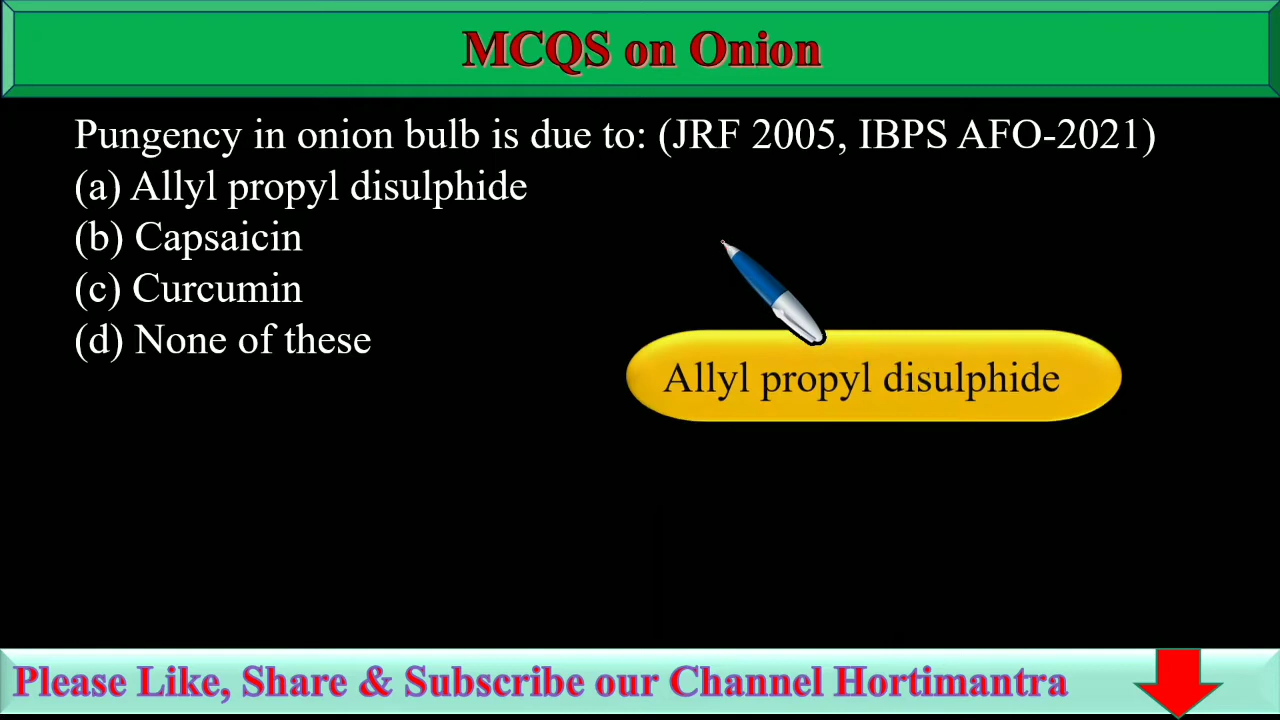 MCQS on Onion
Pungency in onion bulb is due to: (JRF 2005, IBPS AFO-2021)
(a) Allyl propyl disulphide
(b) Capsaicin
(c) Curcumin
(d) None of these
Allyl propyl disulphide
Please Like, Share & Subscribe our Channel Hortimantra